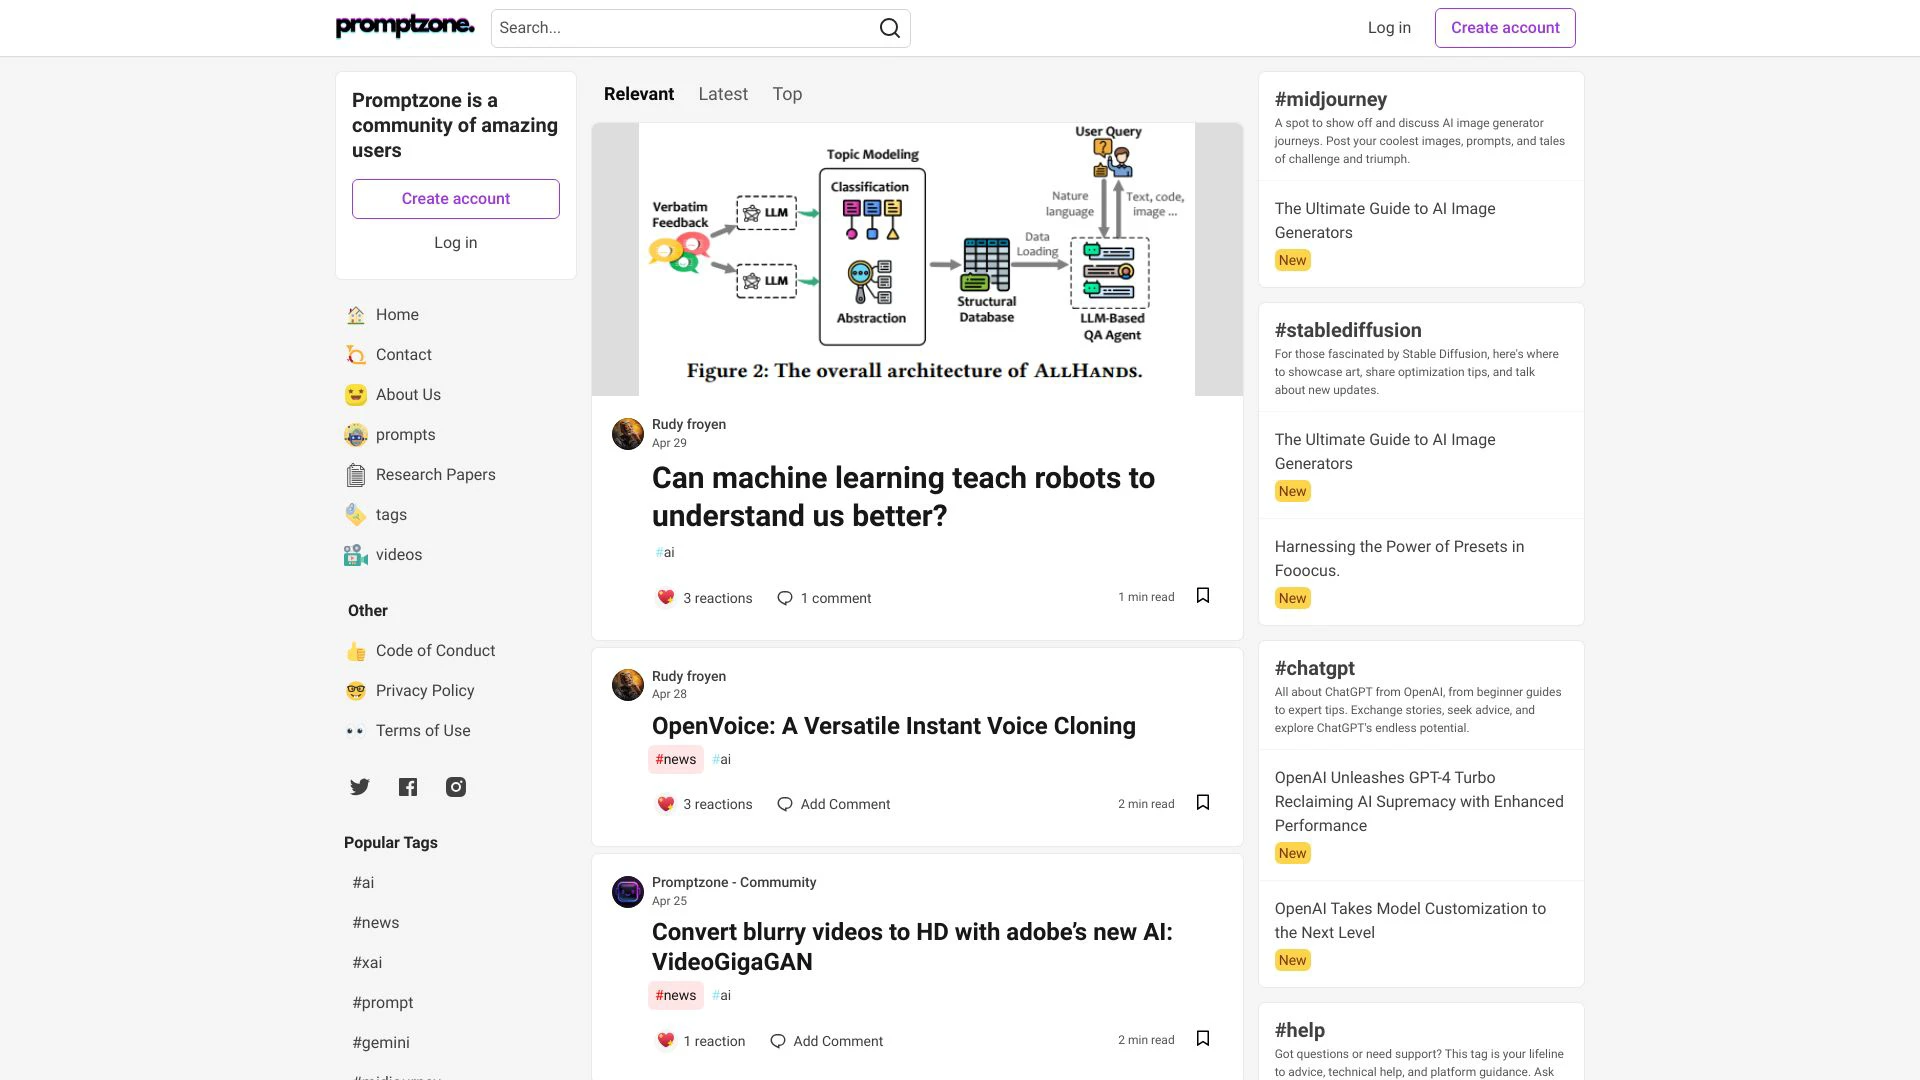 promptzone.
Search...
Log in
Create account
Promptzone is a
community of amazing
users
Create account
Log in
Home
Contact
About Us
prompts
Research Papers
tags
videos
Other
Code of Conduct
Privacy Policy
Terms of Use
Popular Tags
#ai
#news
#xai
#prompt
#gemini
#midjourney
Relevant
Latest
Top
User Query
Topic Modeling
Classification
Verbatim
Feedback
LLM
LLM
Nature
language
Text, code,
image ...
Data
Loading
Structural
Database
Abstraction
LLM-Based
QA Agent
Figure 2: The overall architecture of ALLHANDS.
Rudy froyen
Apr 29
Can machine learning teach robots to
understand us better?
#ai
3 reactions
1 comment
1 min read
Rudy froyen
Apr 28
OpenVoice: A Versatile Instant Voice Cloning
#news #ai
3 reactions
Add Comment
2 min read
Promptzone - Commumity
Apr 25
Convert blurry videos to HD with adobe’s new AI:
VideoGigaGAN
#news #ai
1 reaction
Add Comment
2 min read
#midjourney
A spot to show off and discuss AI image generator
journeys. Post your coolest images, prompts, and tales
of challenge and triumph.
The Ultimate Guide to AI Image
Generators
New
#stablediffusion
For those fascinated by Stable Diffusion, here's where
to showcase art, share optimization tips, and talk
about new updates.
The Ultimate Guide to AI Image
Generators
New
Harnessing the Power of Presets in
Fooocus.
New
#chatgpt
All about ChatGPT from OpenAI, from beginner guides
to expert tips. Exchange stories, seek advice, and
explore ChatGPT's endless potential.
OpenAI Unleashes GPT-4 Turbo
Reclaiming AI Supremacy with Enhanced
Performance
New
OpenAI Takes Model Customization to
the Next Level
New
#help
Got questions or need support? This tag is your lifeline
to advice, technical help, and platform guidance. Ask